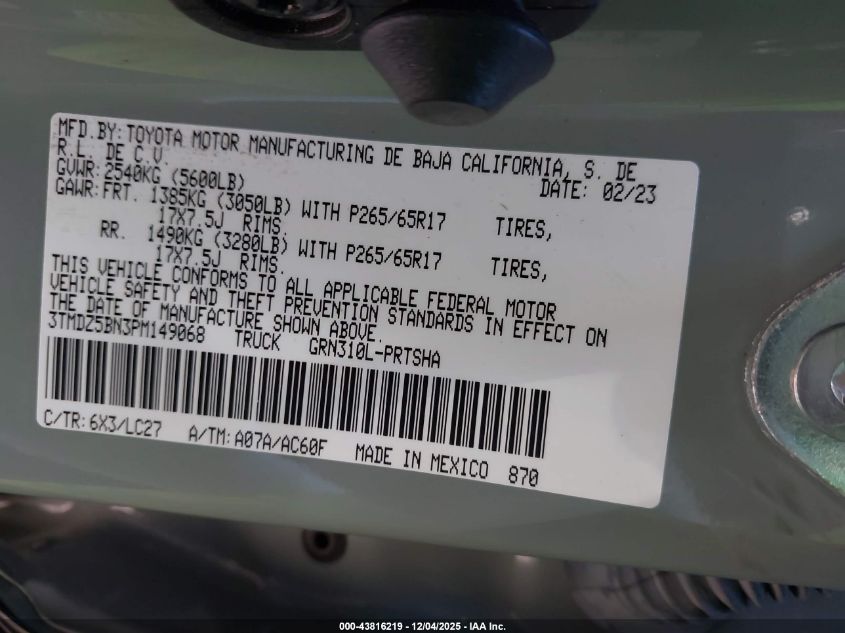 MFD.BY: TOYOTA MOTOR MANUFACTURING DE BAJA CALIFORNIA, S. DE
R.L. DE C.V. DATE: 02/23
GVWR: 2540KG (5600LB)
GAWR: FRT. 1385KG (3050LB) WITH P265/65R17 TIRES,
17X7.5J RIMS.
RR. 1490KG (3280LB) WITH P265/65R17 TIRES,
17X7.5J RIMS.
THIS VEHICLE CONFORMS TO ALL APPLICABLE FEDERAL MOTOR
VEHICLE SAFETY AND THEFT PREVENTION STANDARDS IN EFFECT ON
THE DATE OF MANUFACTURE SHOWN ABOVE.
3TMDZ5BN3PM149068 TRUCK GRN310L-PRTSHA
C/TR: 6X3/LC27 A/TM: A07A/AC60F MADE IN MEXICO 870
000-43816219 - 12/04/2025 - IAA Inc.